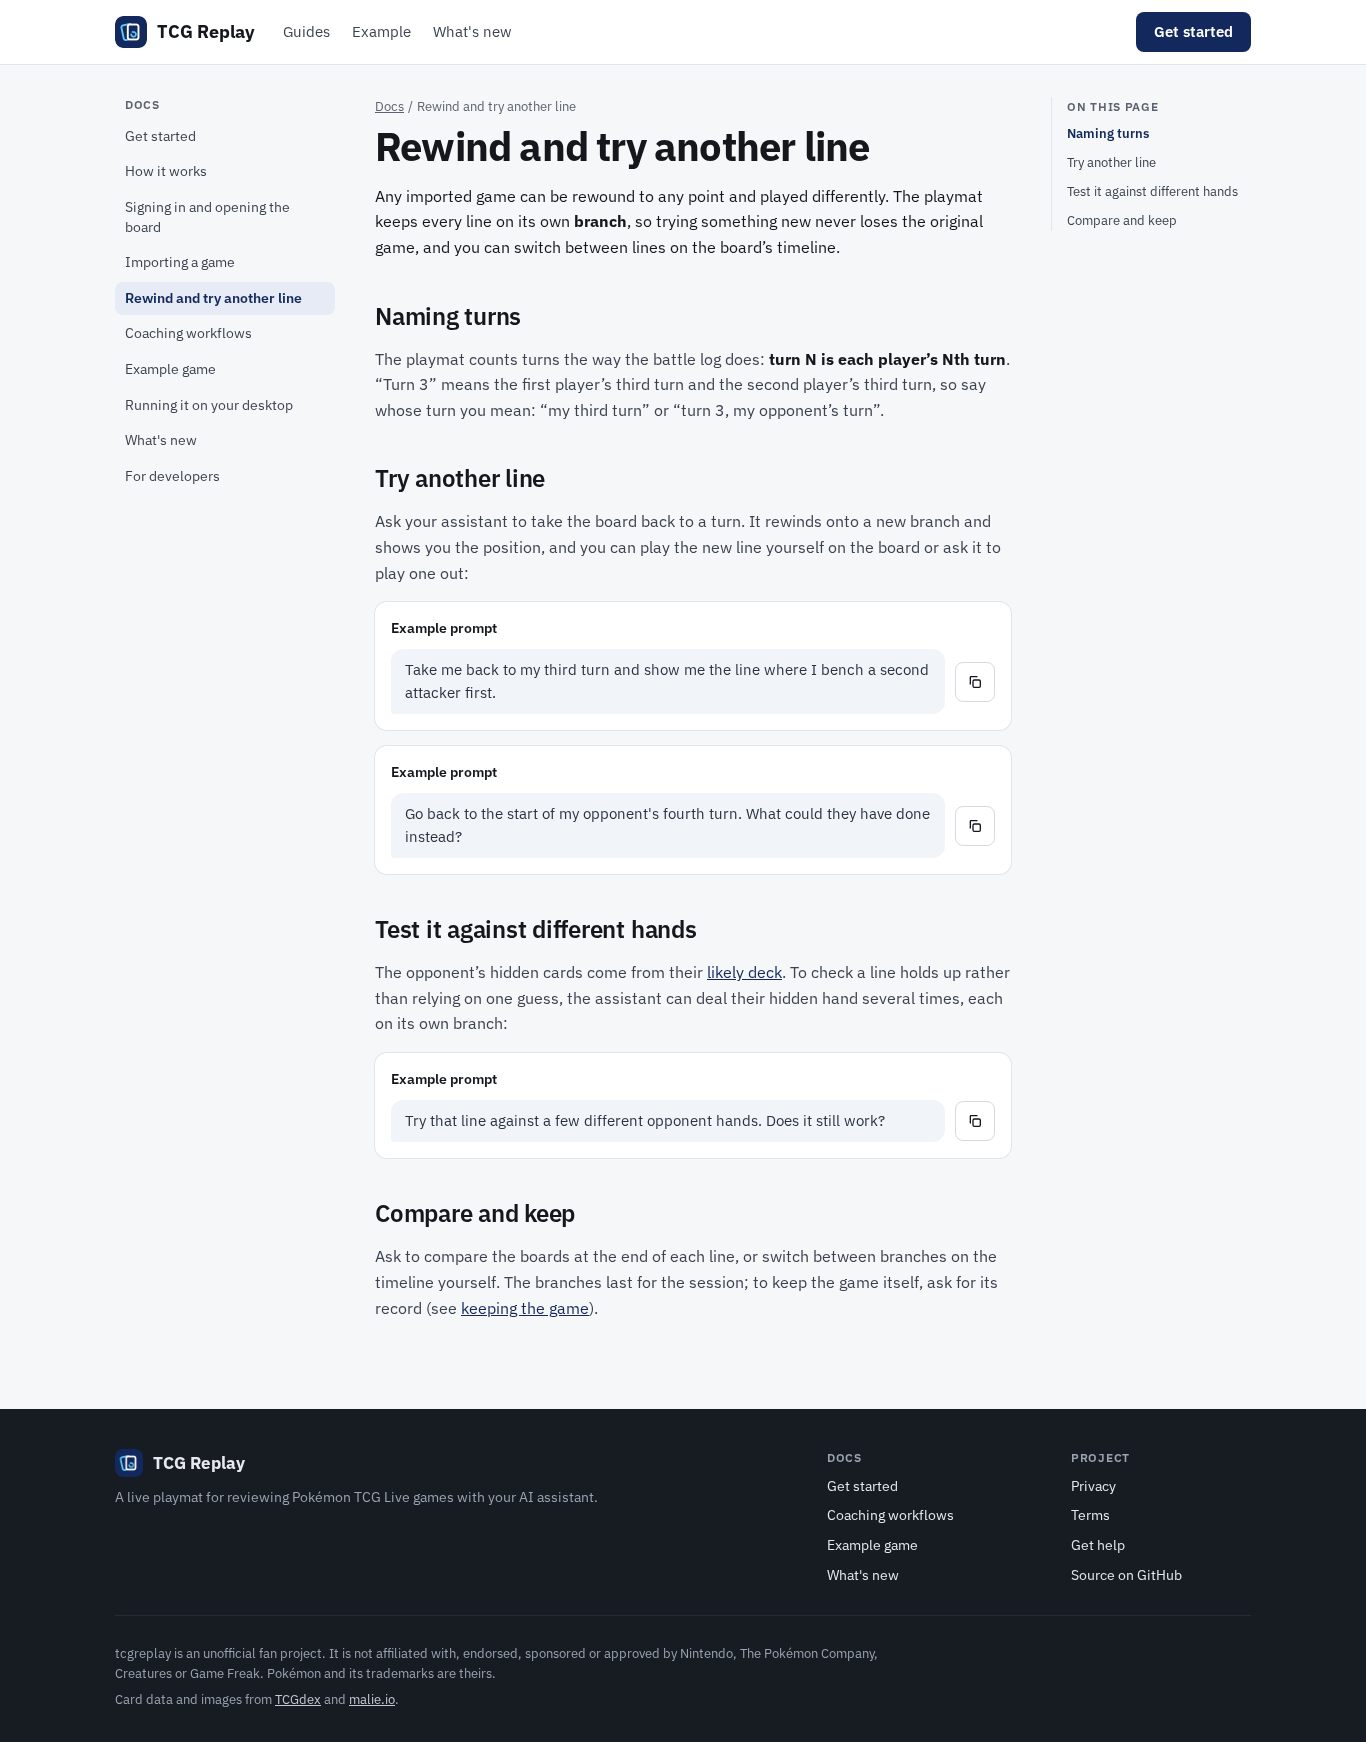 TCG Replay
Guides
Example
What's new
Get started
DOCS
Get started
How it works
Signing in and opening the
board
Importing a game
Rewind and try another line
Coaching workflows
Example game
Running it on your desktop
What's new
For developers
Docs / Rewind and try another line
Rewind and try another line
Any imported game can be rewound to any point and played differently. The playmat
keeps every line on its own branch, so trying something new never loses the original
game, and you can switch between lines on the board’s timeline.
Naming turns
The playmat counts turns the way the battle log does: turn N is each player’s Nth turn.
“Turn 3” means the first player’s third turn and the second player’s third turn, so say
whose turn you mean: “my third turn” or “turn 3, my opponent’s turn”.
Try another line
Ask your assistant to take the board back to a turn. It rewinds onto a new branch and
shows you the position, and you can play the new line yourself on the board or ask it to
play one out:
Example prompt
Take me back to my third turn and show me the line where I bench a second
attacker first.
Example prompt
Go back to the start of my opponent's fourth turn. What could they have done
instead?
Test it against different hands
The opponent’s hidden cards come from their likely deck. To check a line holds up rather
than relying on one guess, the assistant can deal their hidden hand several times, each
on its own branch:
Example prompt
Try that line against a few different opponent hands. Does it still work?
Compare and keep
Ask to compare the boards at the end of each line, or switch between branches on the
timeline yourself. The branches last for the session; to keep the game itself, ask for its
record (see keeping the game).
ON THIS PAGE
Naming turns
Try another line
Test it against different hands
Compare and keep
TCG Replay
A live playmat for reviewing Pokémon TCG Live games with your AI assistant.
DOCS
Get started
Coaching workflows
Example game
What's new
PROJECT
Privacy
Terms
Get help
Source on GitHub
tcgreplay is an unofficial fan project. It is not affiliated with, endorsed, sponsored or approved by Nintendo, The Pokémon Company,
Creatures or Game Freak. Pokémon and its trademarks are theirs.
Card data and images from TCGdex and malie.io.